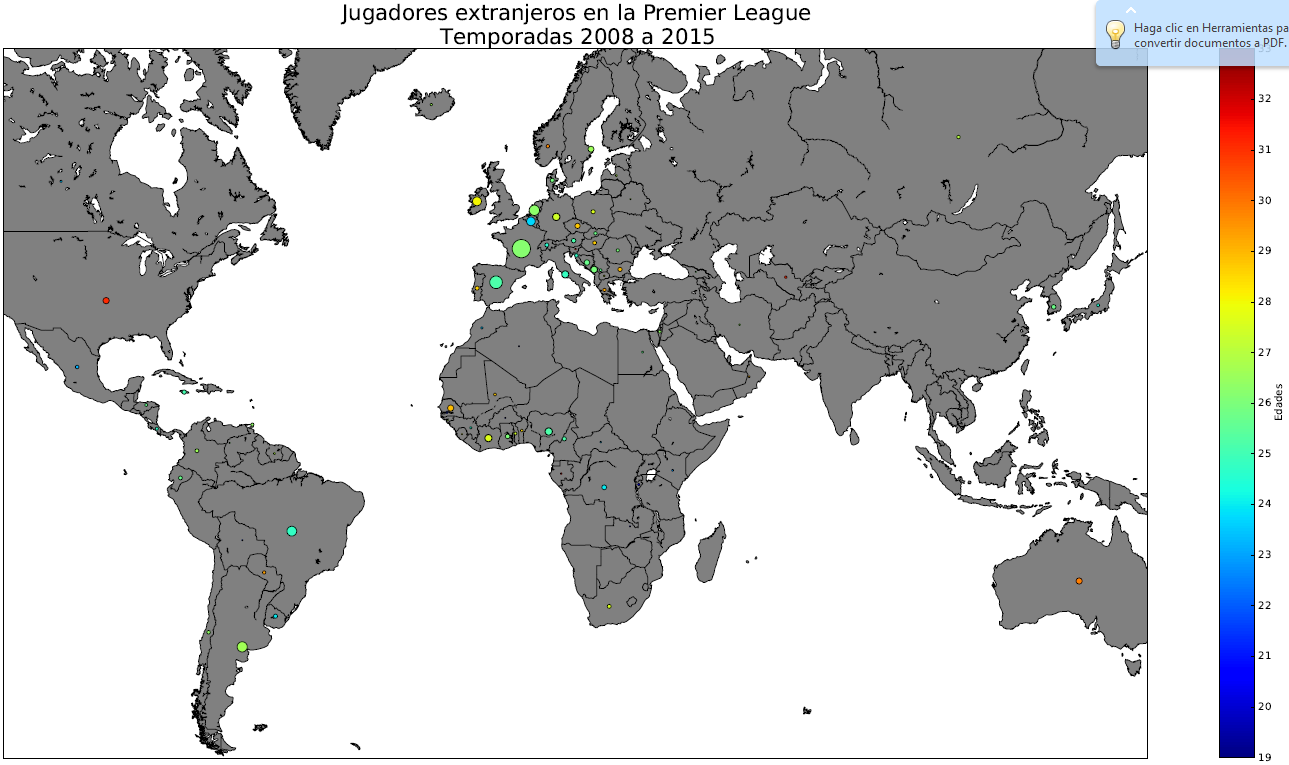 Jugadores extranjeros en la Premier League
Temporadas 2008 a 2015
Haga clic en Herramientas pa
convertir documentos a PDF.
32
31
30
29
28
27
26
25
24
23
22
21
20
19
Edades